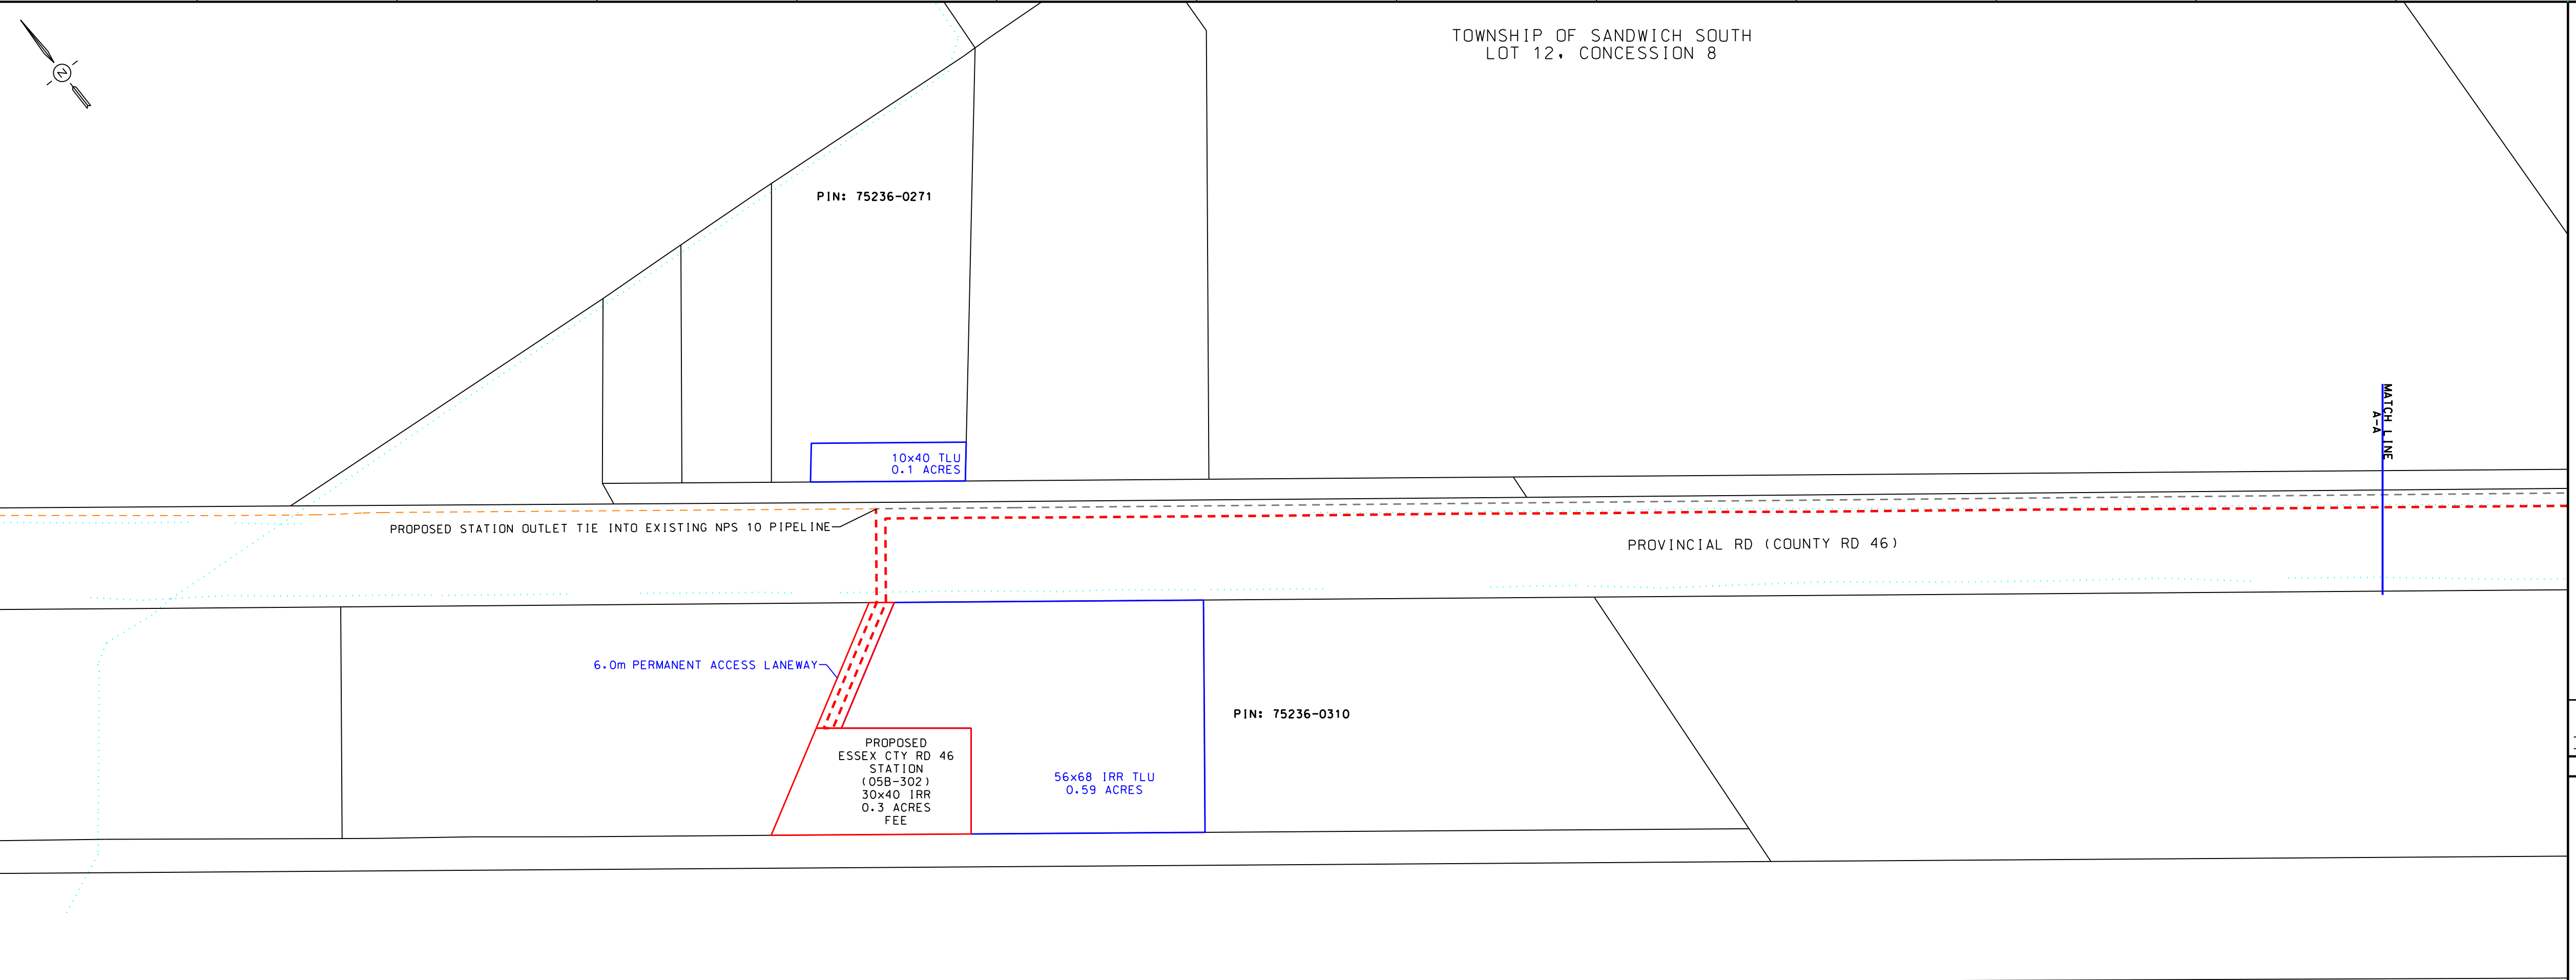 TOWNSHIP OF SANDWICH SOUTH
LOT 12, CONCESSION 8
N
PIN: 75236-0271
10x40 TLU
0.1 ACRES
MATCH LINE
A-A
PROPOSED STATION OUTLET TIE INTO EXISTING NPS 10 PIPELINE
PROVINCIAL RD (COUNTY RD 46)
6.0m PERMANENT ACCESS LANEWAY
PIN: 75236-0310
PROPOSED
ESSEX CTY RD 46
STATION
(05B-302)
30x40 IRR
0.3 ACRES
FEE
56x68 IRR TLU
0.59 ACRES